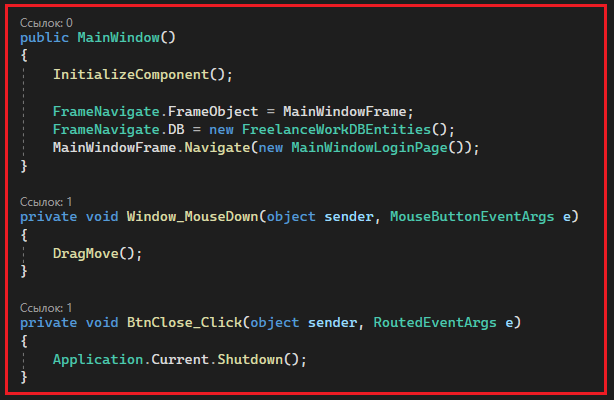 Ссылок: 0
public MainWindow()
{
InitializeComponent();
FrameNavigate.FrameObject = MainWindowFrame;
FrameNavigate.DB = new FreelanceWorkDBEntities();
MainWindowFrame.Navigate(new MainWindowLoginPage());
}
Ссылок: 1
private void Window_MouseDown(object sender, MouseButtonEventArgs e)
{
DragMove();
}
Ссылок: 1
private void BtnClose_Click(object sender, RoutedEventArgs e)
{
Application.Current.Shutdown();
}